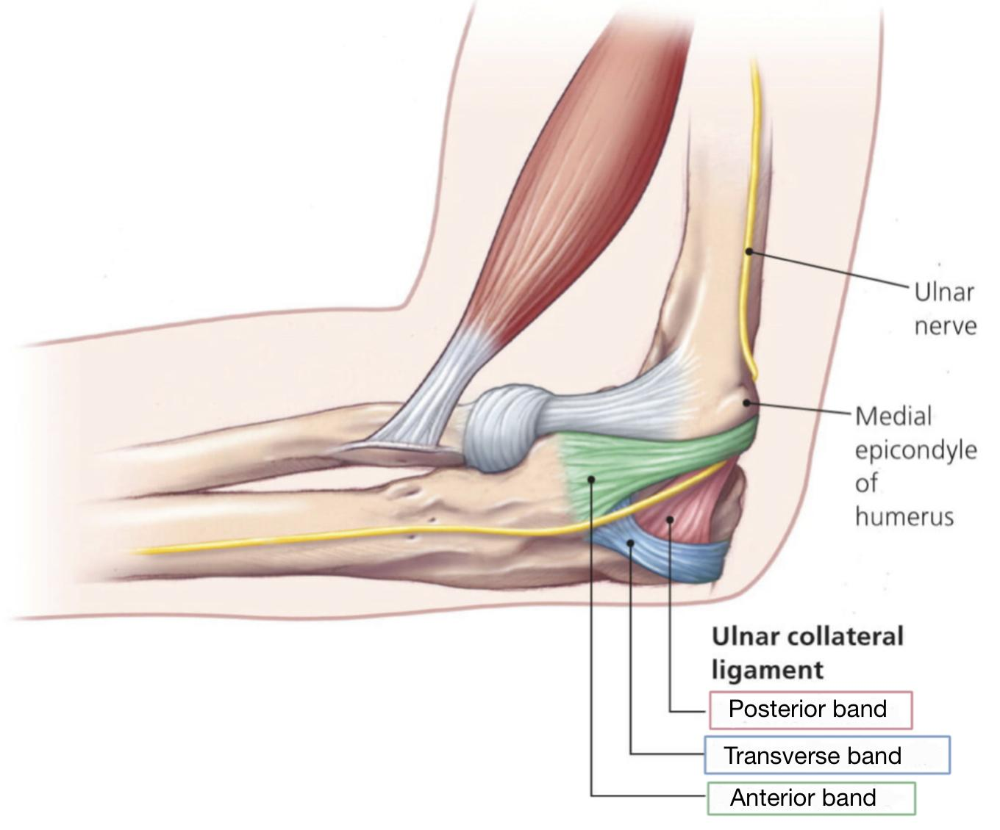 Ulnar
nerve
Medial
epicondyle
of
humerus
Ulnar collateral
ligament
Posterior band
Transverse band
Anterior band